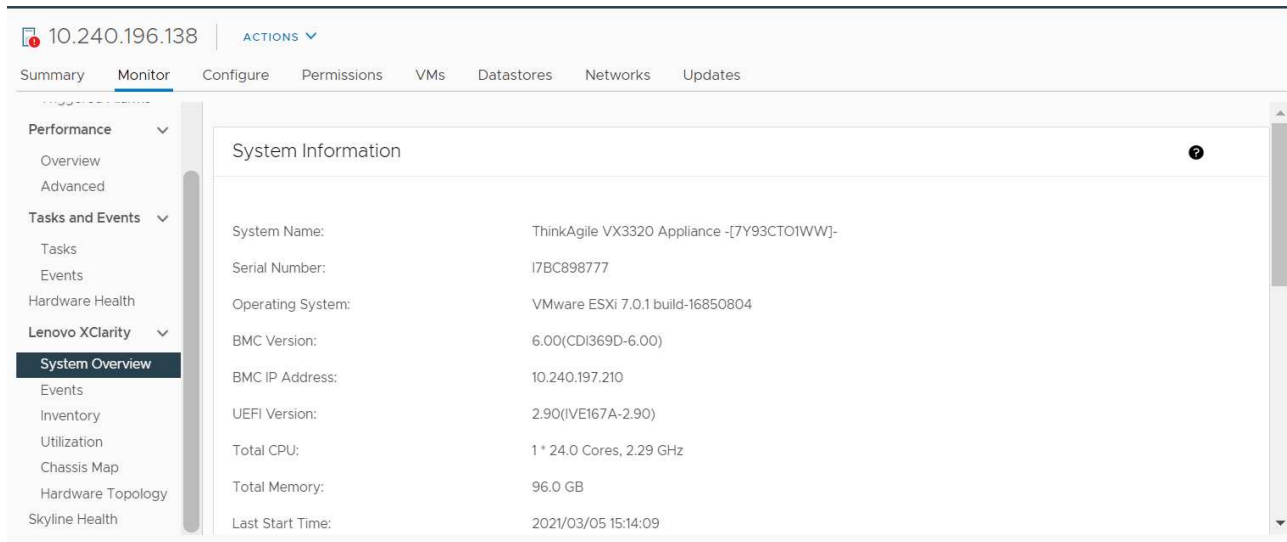 10.240.196.138 ACTIONS
Summary Monitor Configure Permissions VMs Datastores Networks Updates
Performance
Overview
Advanced
Tasks and Events
Tasks
Events
Hardware Health
Lenovo XClarity
System Overview
Events
Inventory
Utilization
Chassis Map
Hardware Topology
Skyline Health
System Information
System Name: ThinkAgile VX3320 Appliance -[7Y93CTO1WW]-
Serial Number: I7BC898777
Operating System: VMware ESXi 7.0.1 build-16850804
BMC Version: 6.00(CDI369D-6.00)
BMC IP Address: 10.240.197.210
UEFI Version: 2.90(IVE167A-2.90)
Total CPU: 1 * 24.0 Cores, 2.29 GHz
Total Memory: 96.0 GB
Last Start Time: 2021/03/05 15:14:09